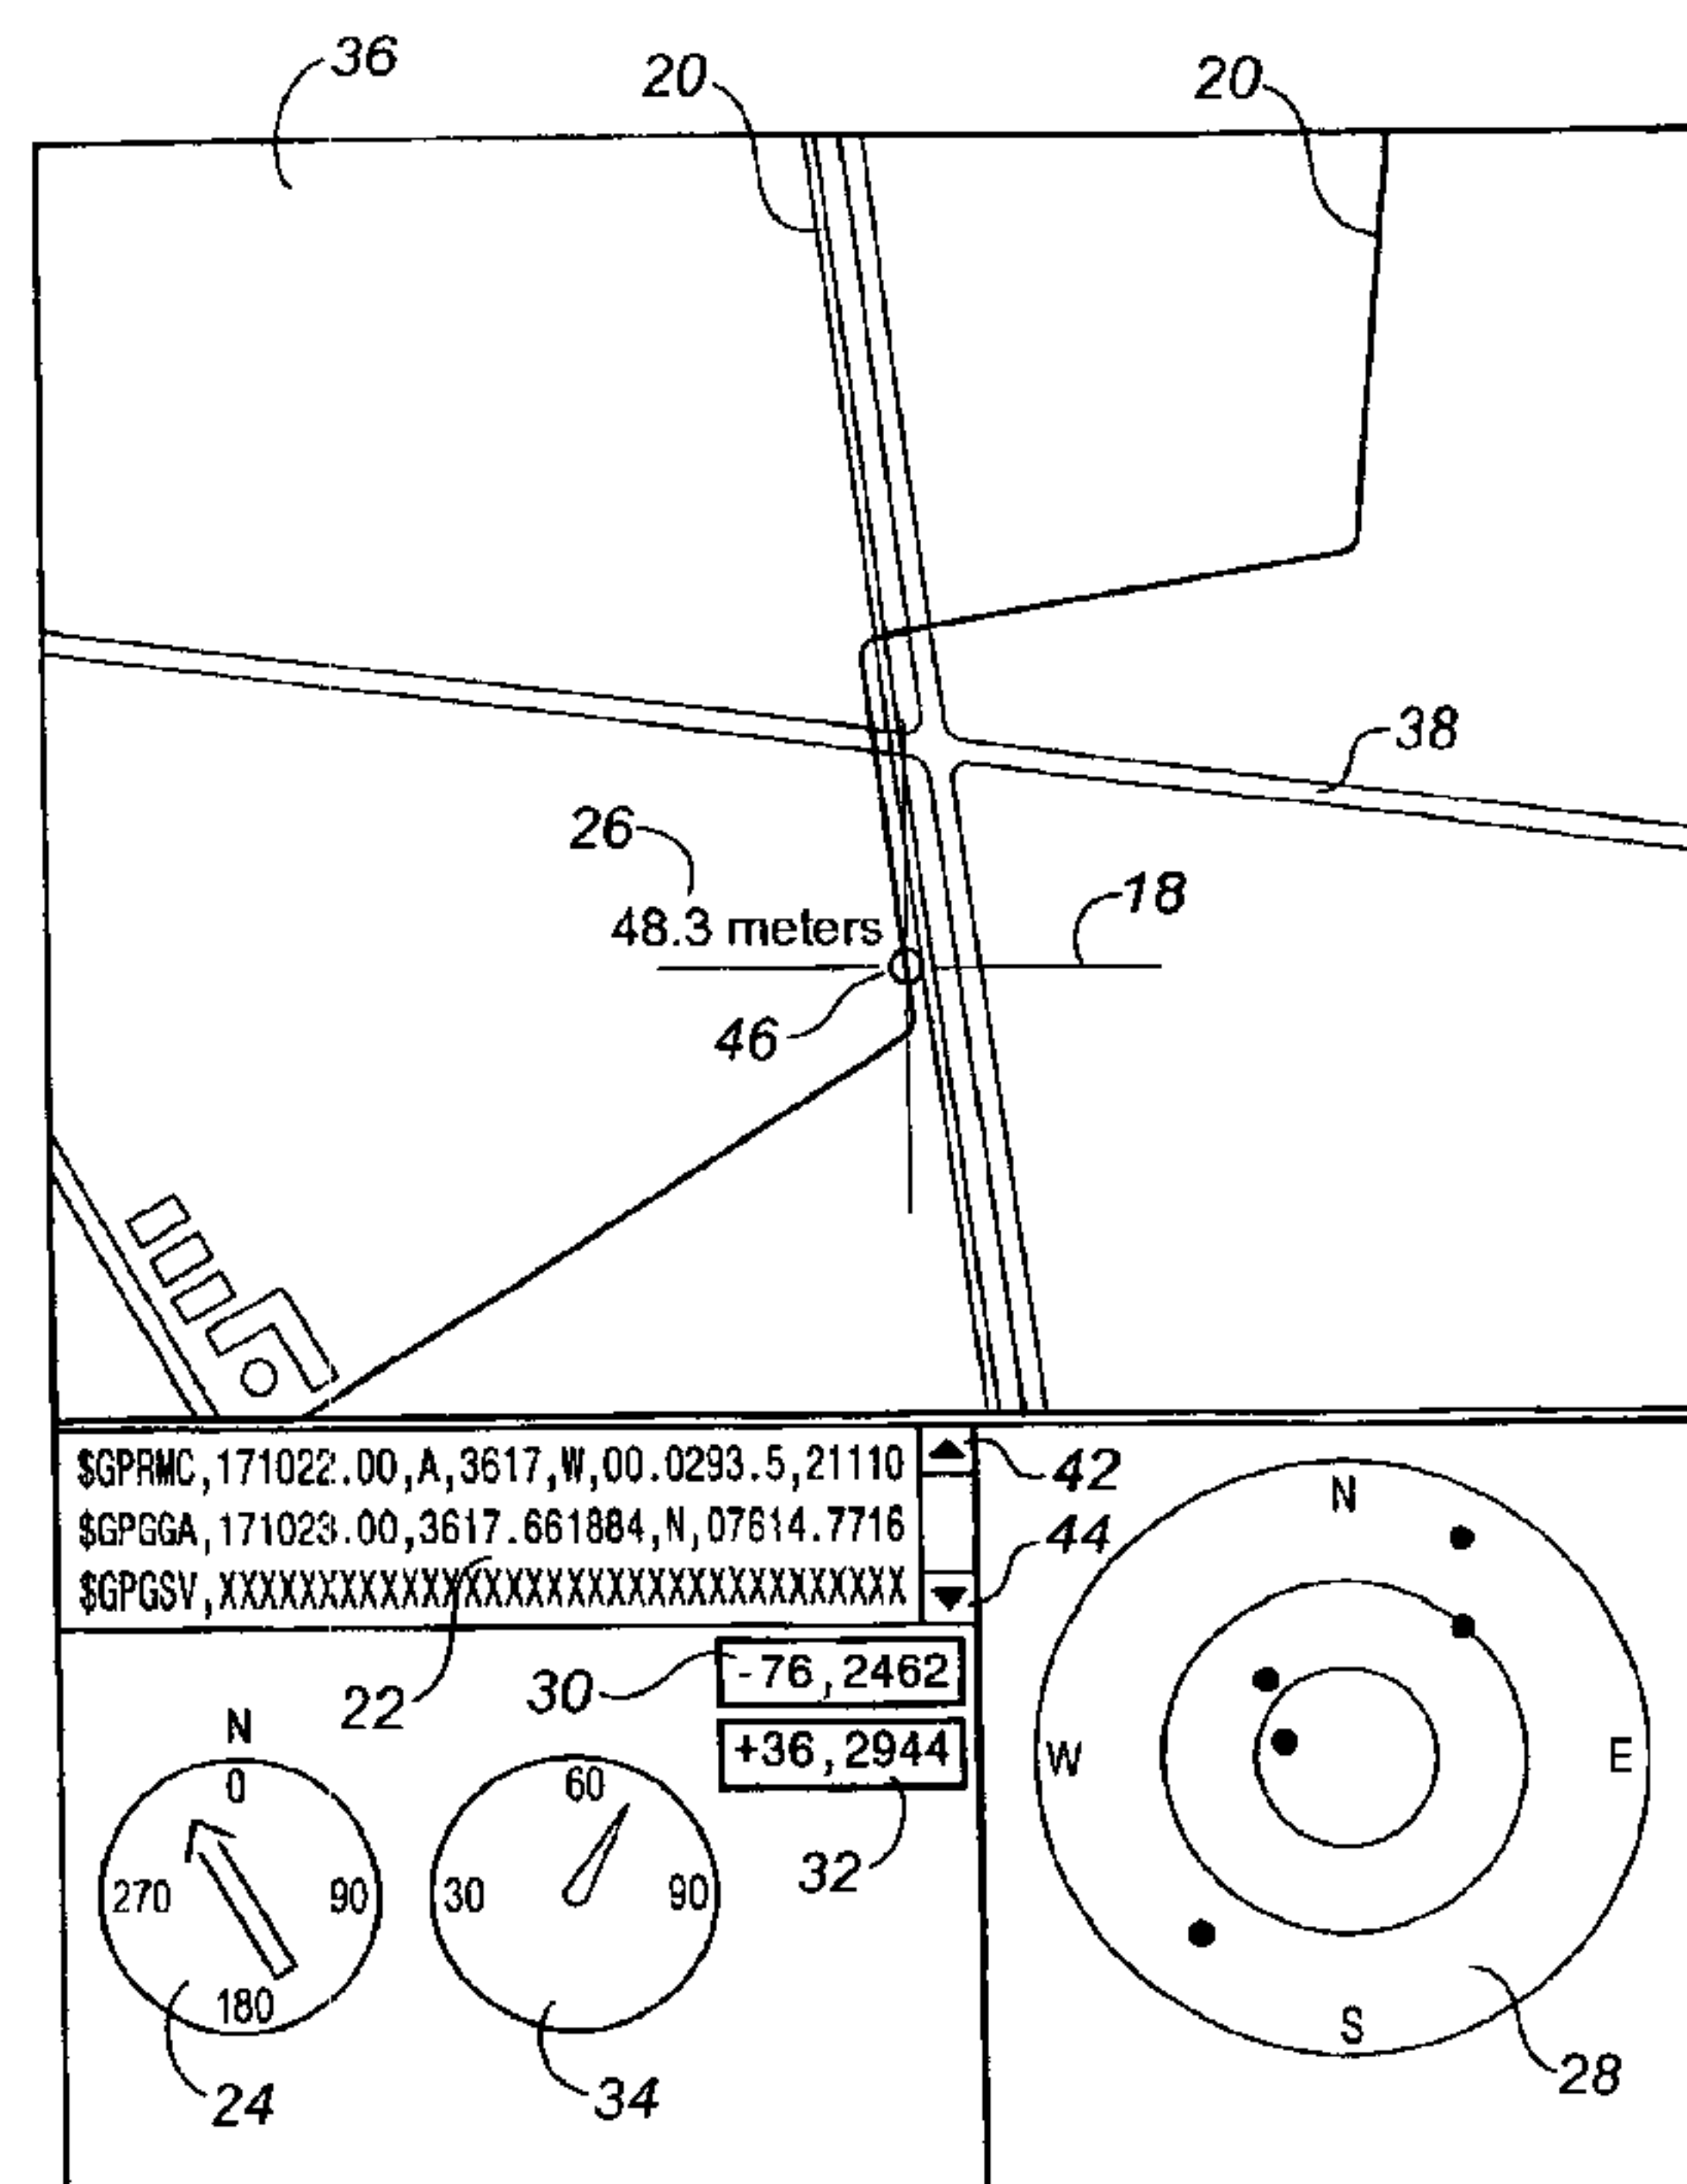 36
20
20
38
26
48.3 meters
18
46
$GPRMC,171022.00,A,3617,W,00.0293.5,21110
$GPGGA,171023.00,3617.661884,N,07614.7716
$GPGSV,XXXXXXXXXXXXXXXXXXXXXXXXXXXXXXXXXX
42
44
22
30
-76,2462
+36,2944
32
N
0
270
90
180
24
60
30
90
34
N
W
E
S
28